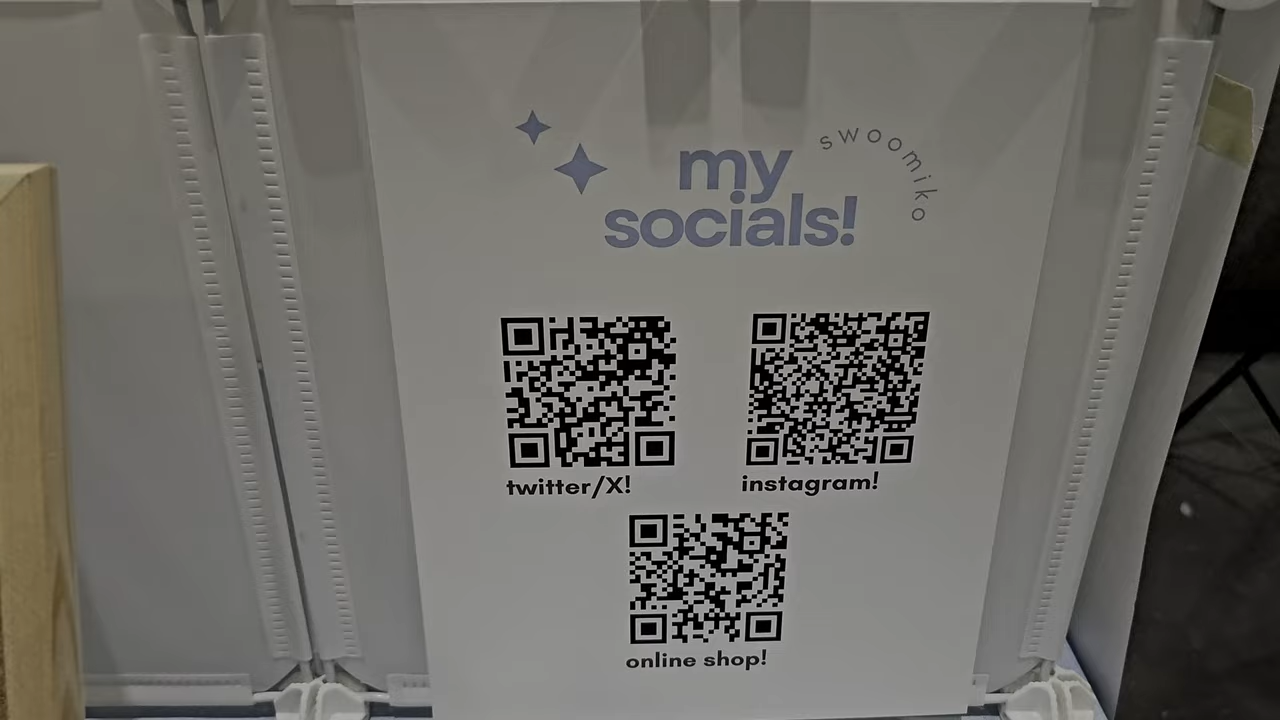 my
socials!
swoomiko
twitter/X!
instagram!
online shop!